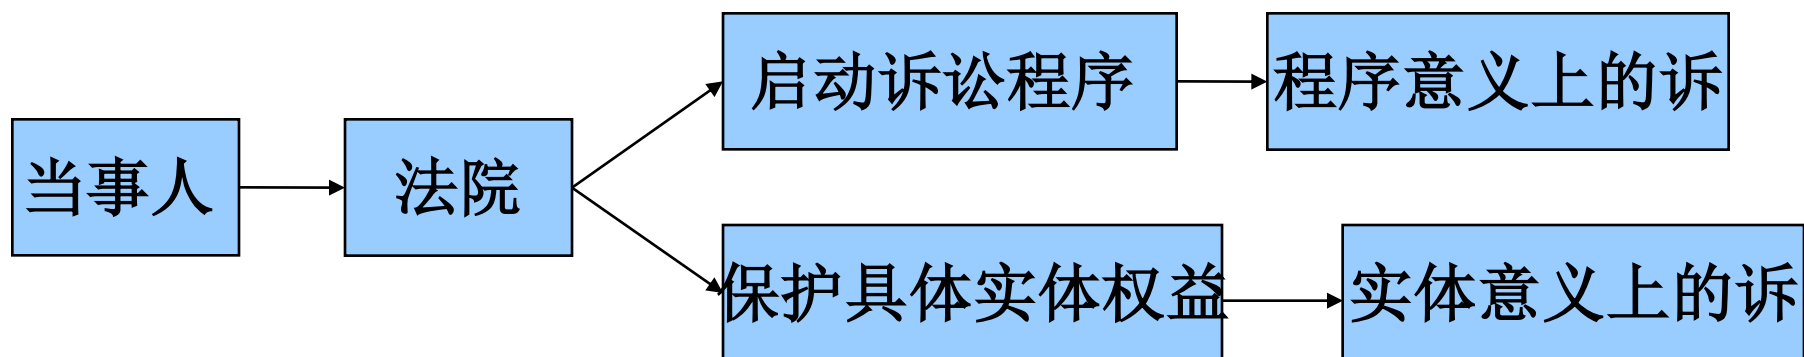 当事人
法院
启动诉讼程序
程序意义上的诉
保护具体实体权益
实体意义上的诉